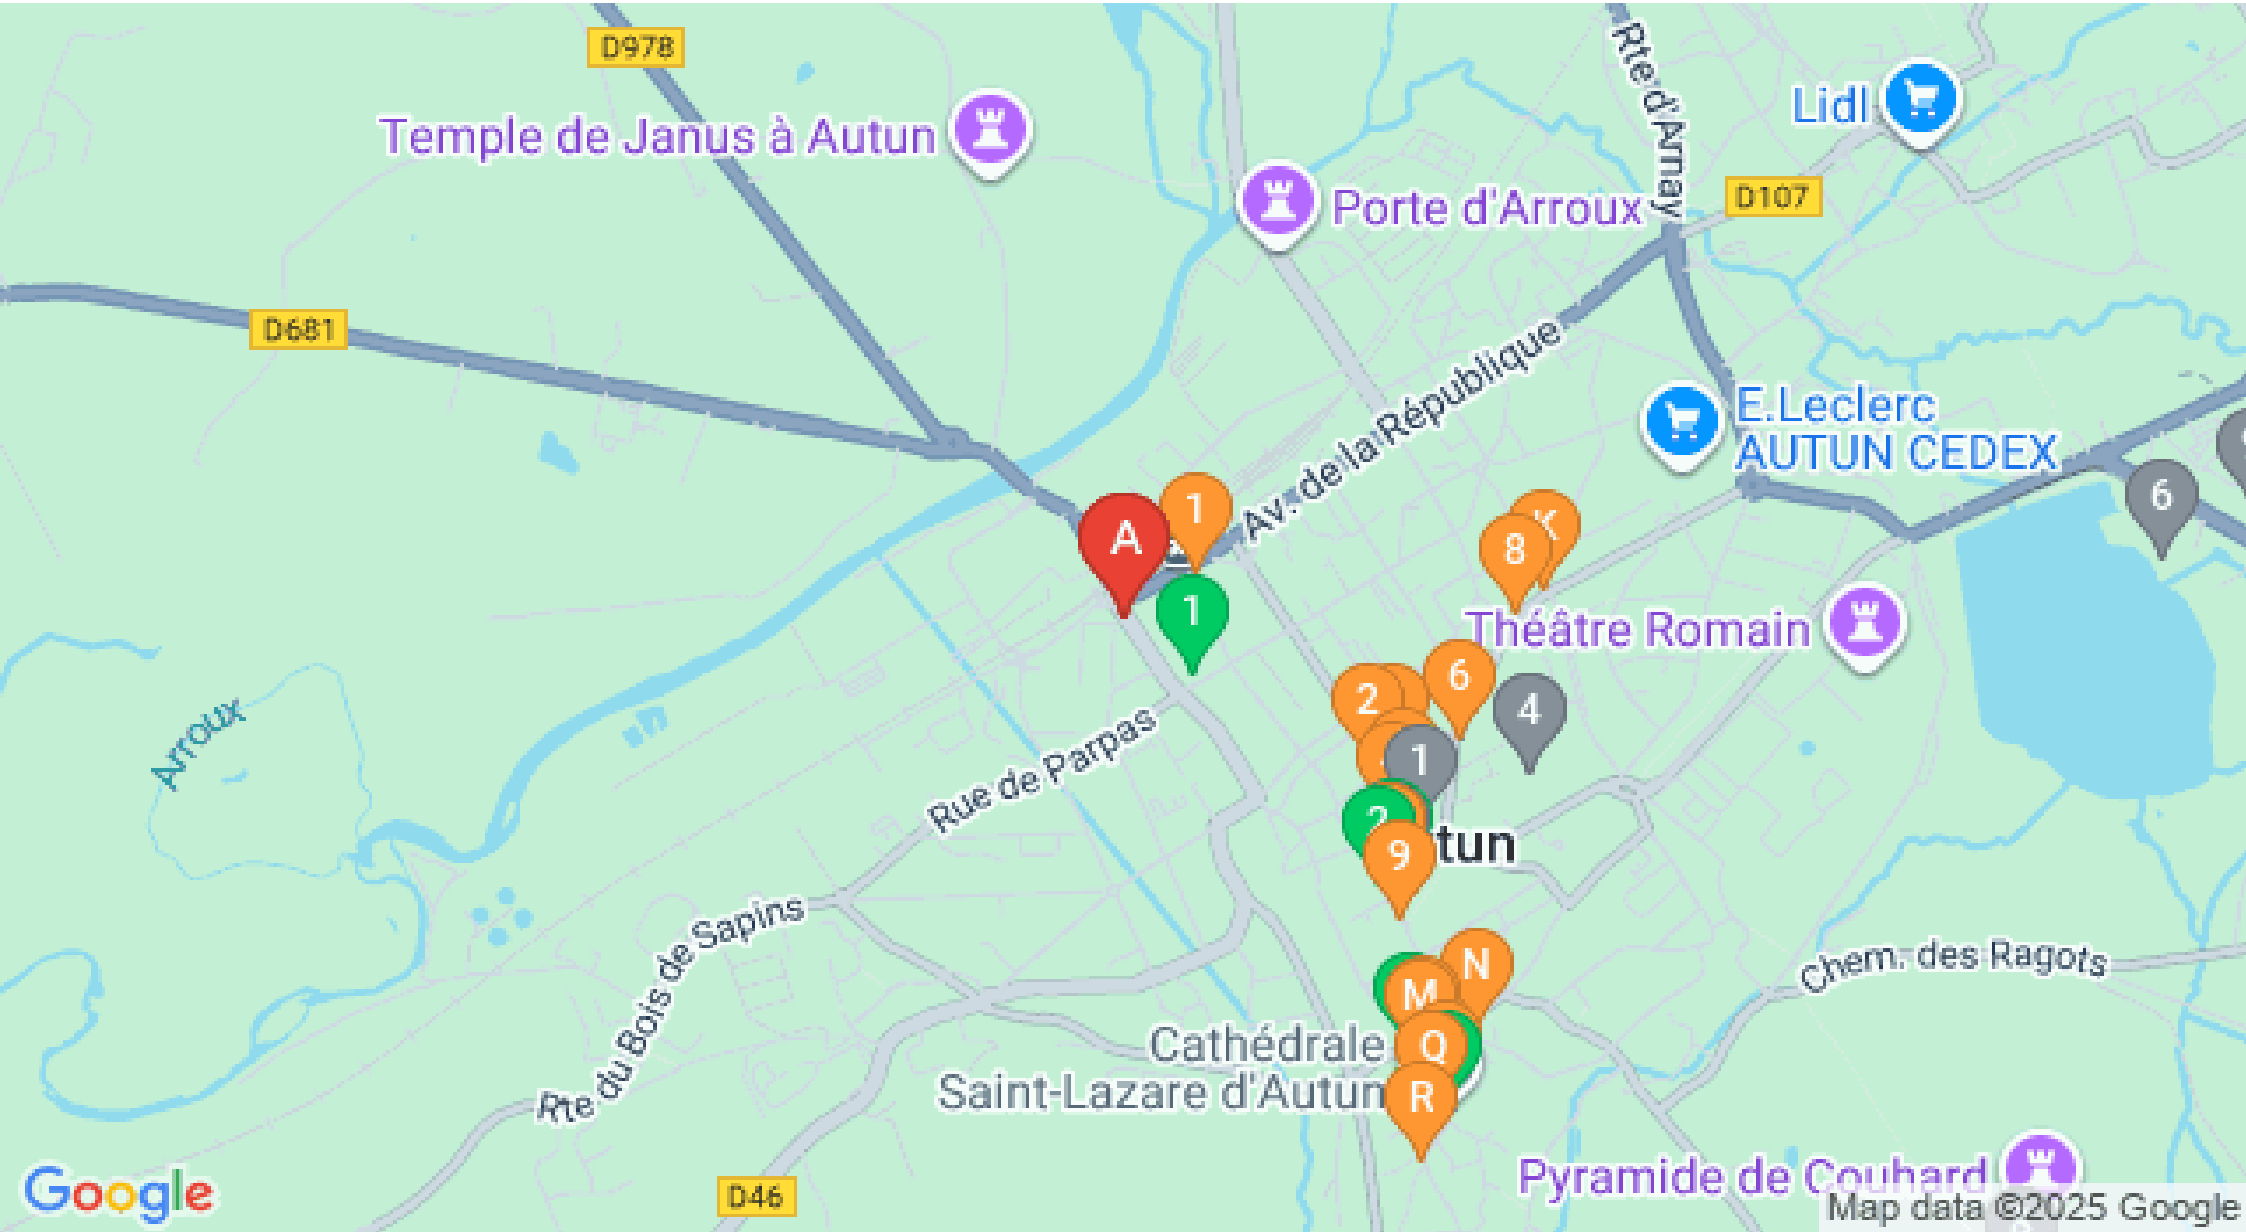 D978
Rte d'Arnay
Lidl
Temple de Janus à Autun
D107
Porte d'Arroux
D681
Av. de la République
E.Leclerc
AUTUN CEDEX
6
1
A
K
8
1
Théâtre Romain
6
2
4
Arroux
1
Rue de Parpas
2
9
tun
Rte du Bois de Sapins
N
M
Chem. des Ragots
Cathédrale
Saint-Lazare d'Autun
Q
R
Pyramide de Couhard
D46
Google
Map data ©2025 Google